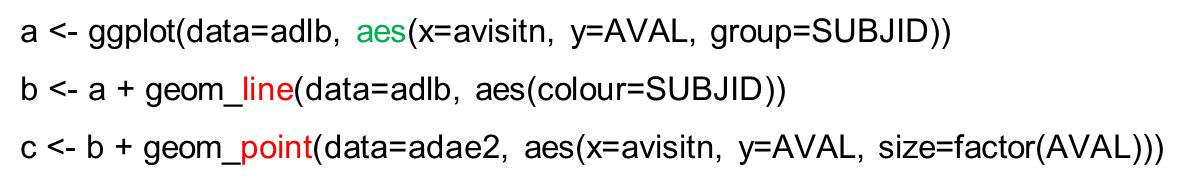 a <- ggplot(data=adlb, aes(x=avisitn, y=AVAL, group=SUBJID))
b <- a + geom_line(data=adlb, aes(colour=SUBJID))
c <- b + geom_point(data=adae2, aes(x=avisitn, y=AVAL, size=factor(AVAL)))